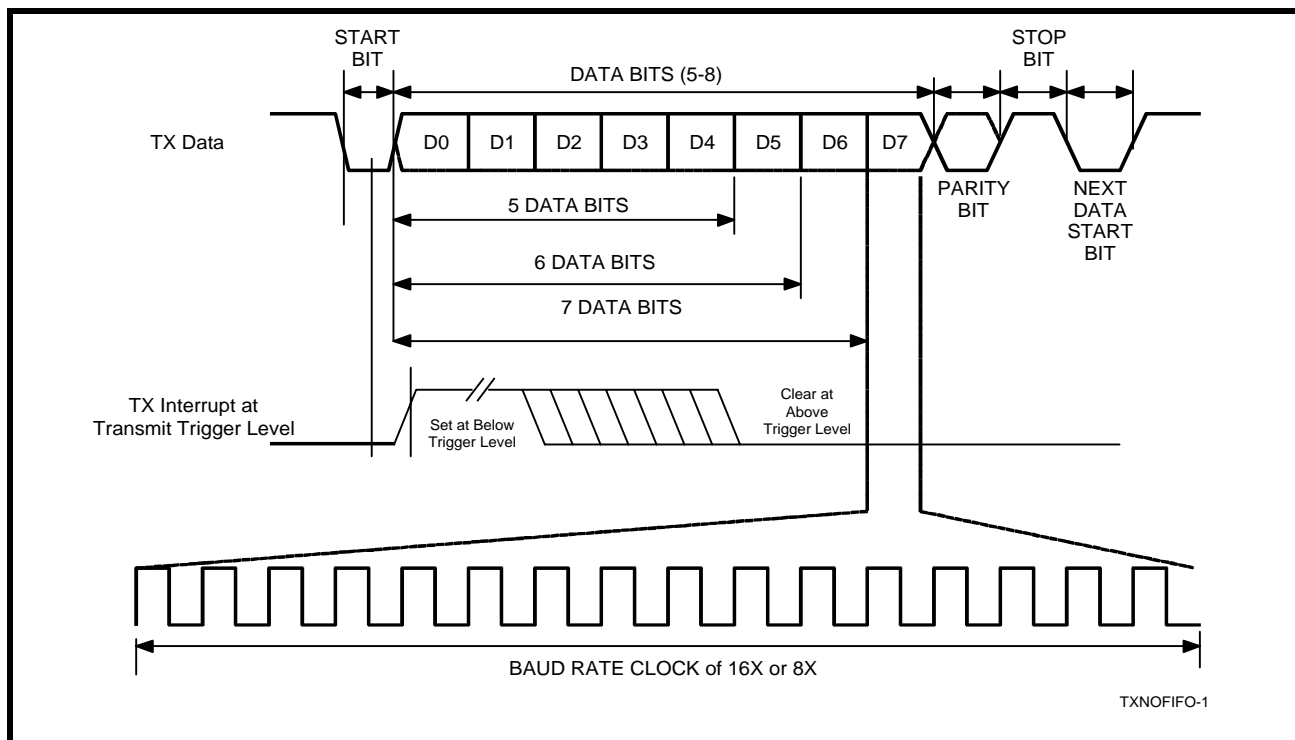 START
BIT
STOP
BIT
DATA BITS (5-8)
TX Data
D0 D1 D2 D3 D4 D5 D6 D7
PARITY
BIT
NEXT
DATA
START
BIT
5 DATA BITS
6 DATA BITS
7 DATA BITS
TX Interrupt at
Transmit Trigger Level
Set at Below
Trigger Level
Clear at
Above
Trigger Level
BAUD RATE CLOCK of 16X or 8X
TXNOFIFO-1